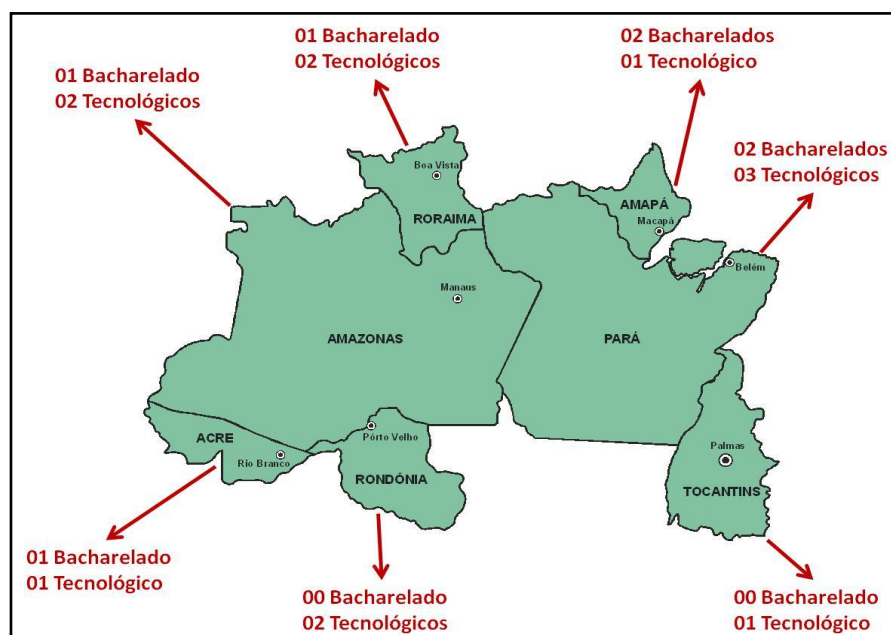 01 Bacharelado
02 Tecnológicos
01 Bacharelado
02 Tecnológicos
02 Bacharelados
01 Tecnológico
02 Bacharelados
03 Tecnológicos
Boa Vista
RORAIMA
AMAPÁ
Macapá
Belém
Manaus
AMAZONAS
PARÁ
ACRE
Rio Branco
Pôrto Velho
RONDÔNIA
Palmas
TOCANTINS
01 Bacharelado
01 Tecnológico
00 Bacharelado
02 Tecnológicos
00 Bacharelado
01 Tecnológico